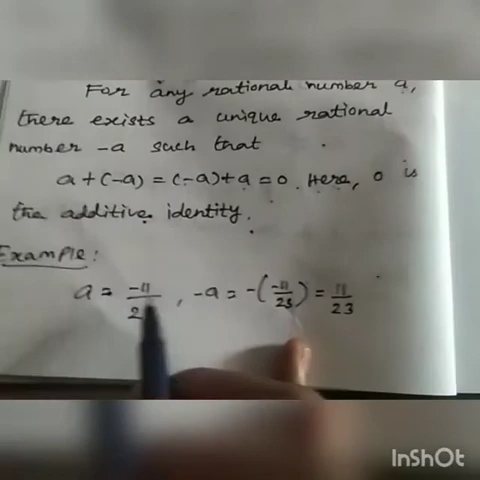 For any rational number a,
there exists a unique rational
number -a such that
a + (-a) = (-a) + a = 0. Here, 0 is
the additive identity.
Example:
a = -11/2 , -a = -(-11/23) = 11/23
InShOt